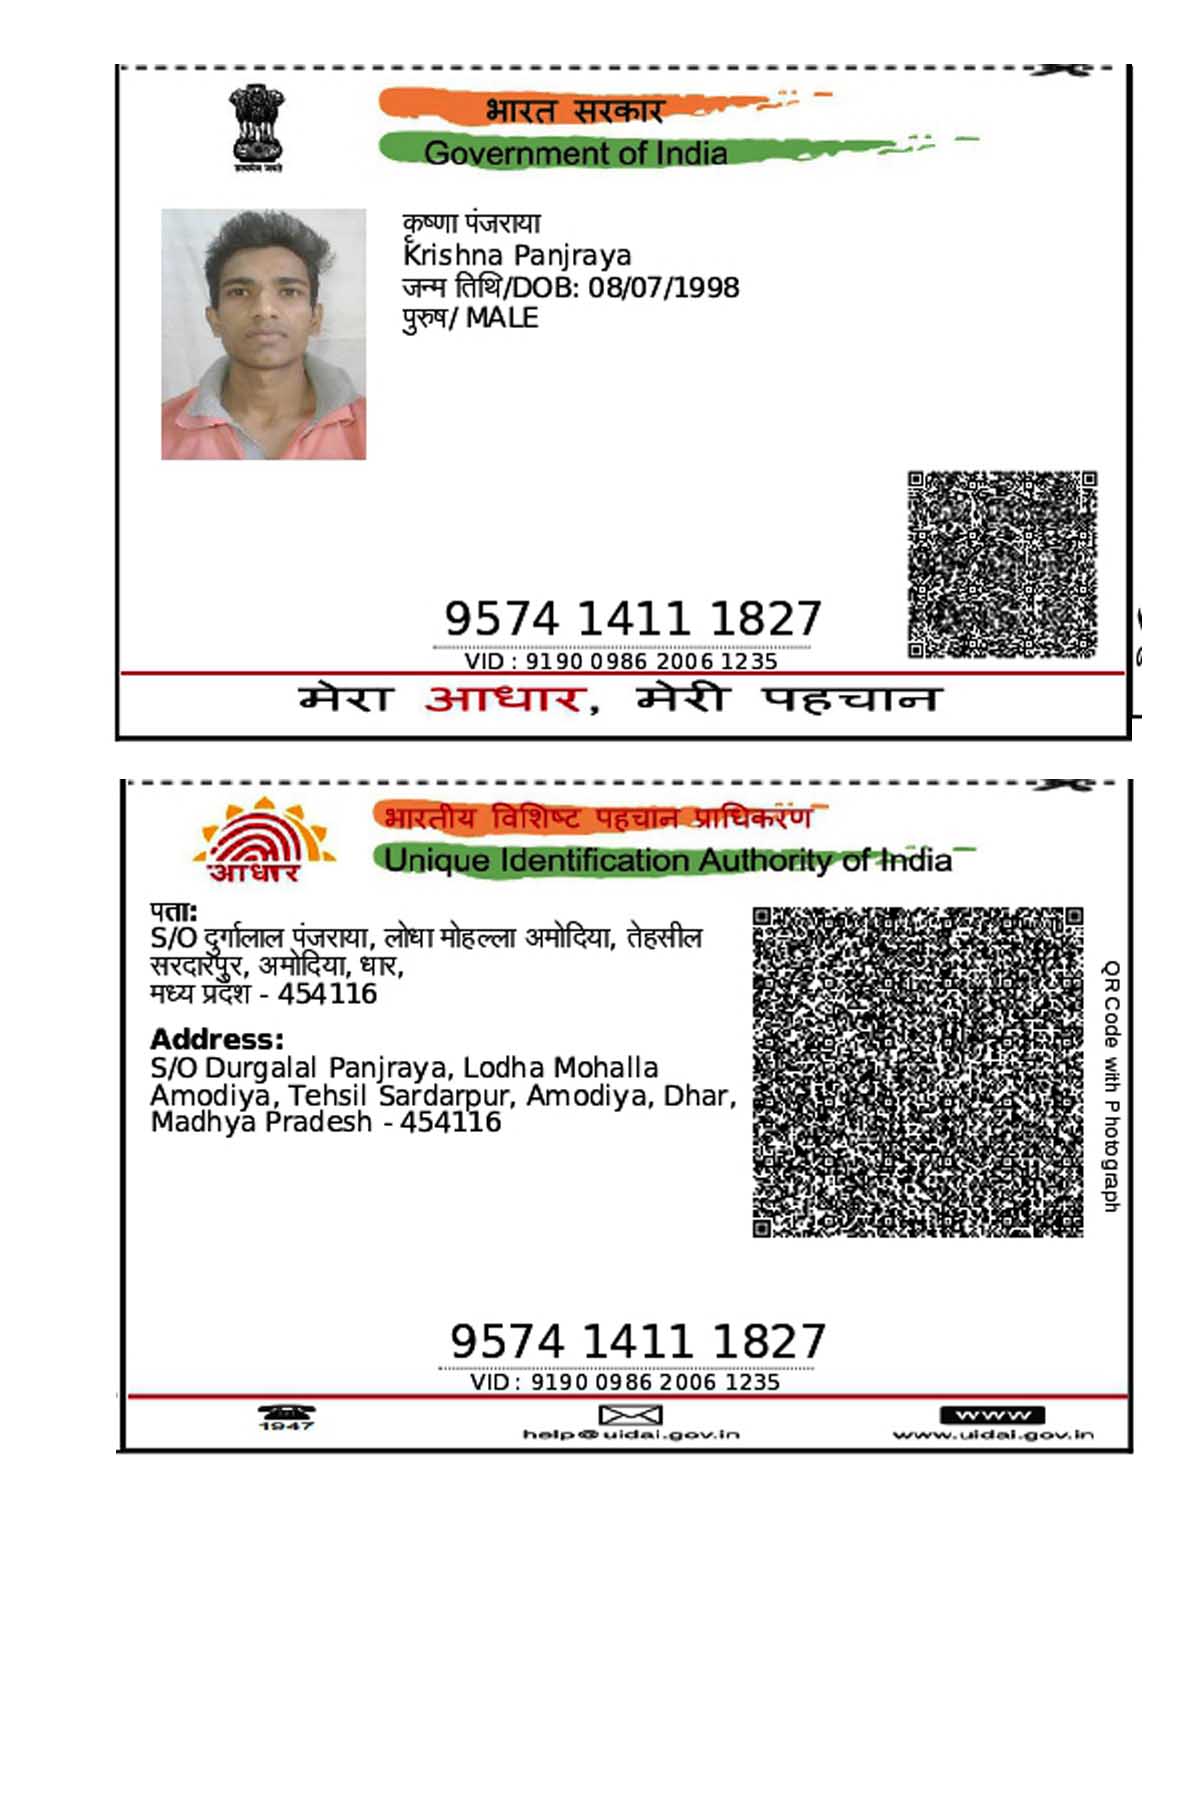 भारत सरकार
Government of India
कृष्णा पंजराया
Krishna Panjraya
जन्म तिथि/DOB: 08/07/1998
पुरुष/ MALE
9574 1411 1827
VID : 9190 0986 2006 1235
मेरा आधार, मेरी पहचान
भारतीय विशिष्ट पहचान प्राधिकरण
Unique Identification Authority of India
आधार
पता:
S/O दुर्गालाल पंजराया, लोधा मोहल्ला अमोदिया, तेहसील
सरदारपुर, अमोदिया, धार,
मध्य प्रदेश - 454116
Address:
S/O Durgalal Panjraya, Lodha Mohalla
Amodiya, Tehsil Sardarpur, Amodiya, Dhar,
Madhya Pradesh - 454116
QR Code with Photograph
9574 1411 1827
VID : 9190 0986 2006 1235
1947
help@uidai.gov.in
WWW
www.uidai.gov.in